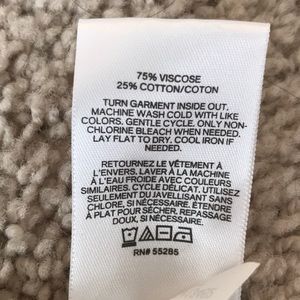 75% VISCOSE
25% COTTON/COTON
TURN GARMENT INSIDE OUT.
MACHINE WASH COLD WITH LIKE
COLORS. GENTLE CYCLE. ONLY NON-
CHLORINE BLEACH WHEN NEEDED.
LAY FLAT TO DRY. COOL IRON IF
NEEDED.
RETOURNEZ LE VÊTEMENT À
L'ENVERS. LAVER À LA MACHINE
À L'EAU FROIDE AVEC COULEURS
SIMILAIRES. CYCLE DÉLICAT. UTILISEZ
SEULEMENT DU JAVELLISANT SANS
CHLORE, SI NÉCESSAIRE. ÉTENDRE
À PLAT POUR SÉCHER. REPASSAGE
DOUX, SI NÉCESSAIRE.
RN# 55285